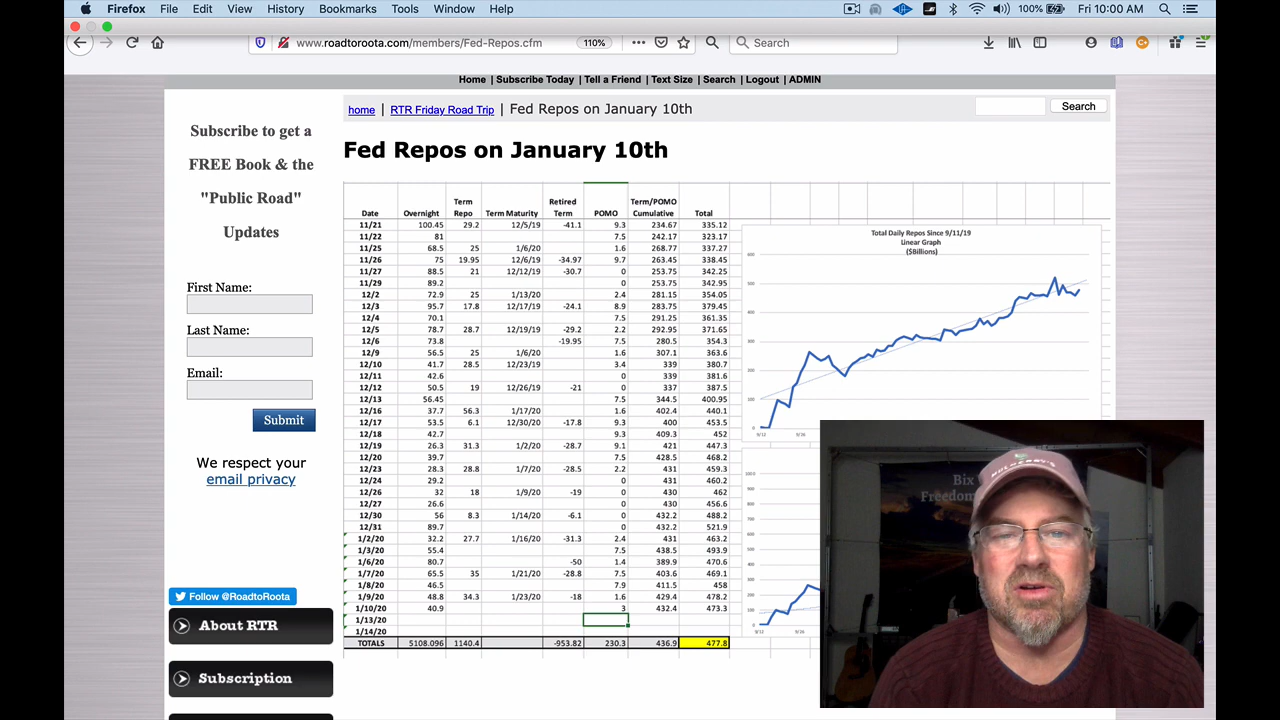 Firefox File Edit View History Bookmarks Tools Window Help 100% Fri 10:00 AM
www.roadtoroota.com/members/Fed-Repos.cfm 110% Search
Home | Subscribe Today | Tell a Friend | Text Size | Search | Logout | ADMIN
home | RTR Friday Road Trip | Fed Repos on January 10th Search
Subscribe to get a
FREE Book & the
"Public Road"
Updates
First Name:
Last Name:
Email:
Submit
We respect your
email privacy
Follow @RoadtoRoota
About RTR
Subscription
Fed Repos on January 10th
Date Overnight Term Repo Term Maturity Retired Term POMO Term/POMO Cumulative Total
11/21 100.45 29.2 12/5/19 -41.1 9.3 234.67 335.12
11/22 81 7.5 242.17 323.17
11/25 68.5 25 1/6/20 1.6 268.77 337.27
11/26 75 19.95 12/6/19 -34.97 9.7 263.45 338.45
11/27 88.5 21 12/12/19 -30.7 0 253.75 342.25
11/29 89.2 0 253.75 342.95
12/2 72.9 25 1/13/20 2.4 281.15 354.05
12/3 95.7 17.8 12/17/19 -24.1 8.9 283.75 379.45
12/4 70.1 7.5 291.25 361.35
12/5 78.7 28.7 12/19/19 -29.2 2.2 292.95 371.65
12/6 73.8 -19.95 7.5 280.5 354.3
12/9 56.5 25 1/6/20 1.6 307.1 363.6
12/10 41.7 28.5 12/23/19 3.4 339 380.7
12/11 42.6 0 339 381.6
12/12 50.5 19 12/26/19 -21 0 337 387.5
12/13 56.45 7.5 344.5 400.95
12/16 37.7 56.3 1/17/20 1.6 402.4 440.1
12/17 53.5 6.1 12/30/20 -17.8 9.3 400 453.5
12/18 42.7 9.3 409.3 452
12/19 26.3 31.3 1/2/20 -28.7 9.1 421 447.3
12/20 39.7 7.5 428.5 468.2
12/23 28.3 28.8 1/7/20 -28.5 2.2 431 459.3
12/24 29.2 0 431 460.2
12/26 32 18 1/9/20 -19 0 430 462
12/27 26.6 0 430 456.6
12/30 56 8.3 1/14/20 -6.1 0 432.2 488.2
12/31 89.7 0 432.2 521.9
1/2/20 32.2 27.7 1/16/20 -31.3 2.4 431 463.2
1/3/20 55.4 7.5 438.5 493.9
1/6/20 80.7 -50 1.4 389.9 470.6
1/7/20 65.5 35 1/21/20 -28.8 7.5 403.6 469.1
1/8/20 46.5 7.9 411.5 458
1/9/20 48.8 34.3 1/23/20 -18 1.6 429.4 478.2
1/10/20 40.9 3 432.4 473.3
1/13/20
1/14/20
TOTALS 5108.096 1140.4 -953.82 230.3 436.9 477.8
Total Daily Repos Since 9/11/19
Linear Graph
($Billions)
600
500
400
300
200
100
0
9/12 9/26
1000
900
800
700
600
500
400
300
200
100
0
9/12 9/26
Bix
Freedom